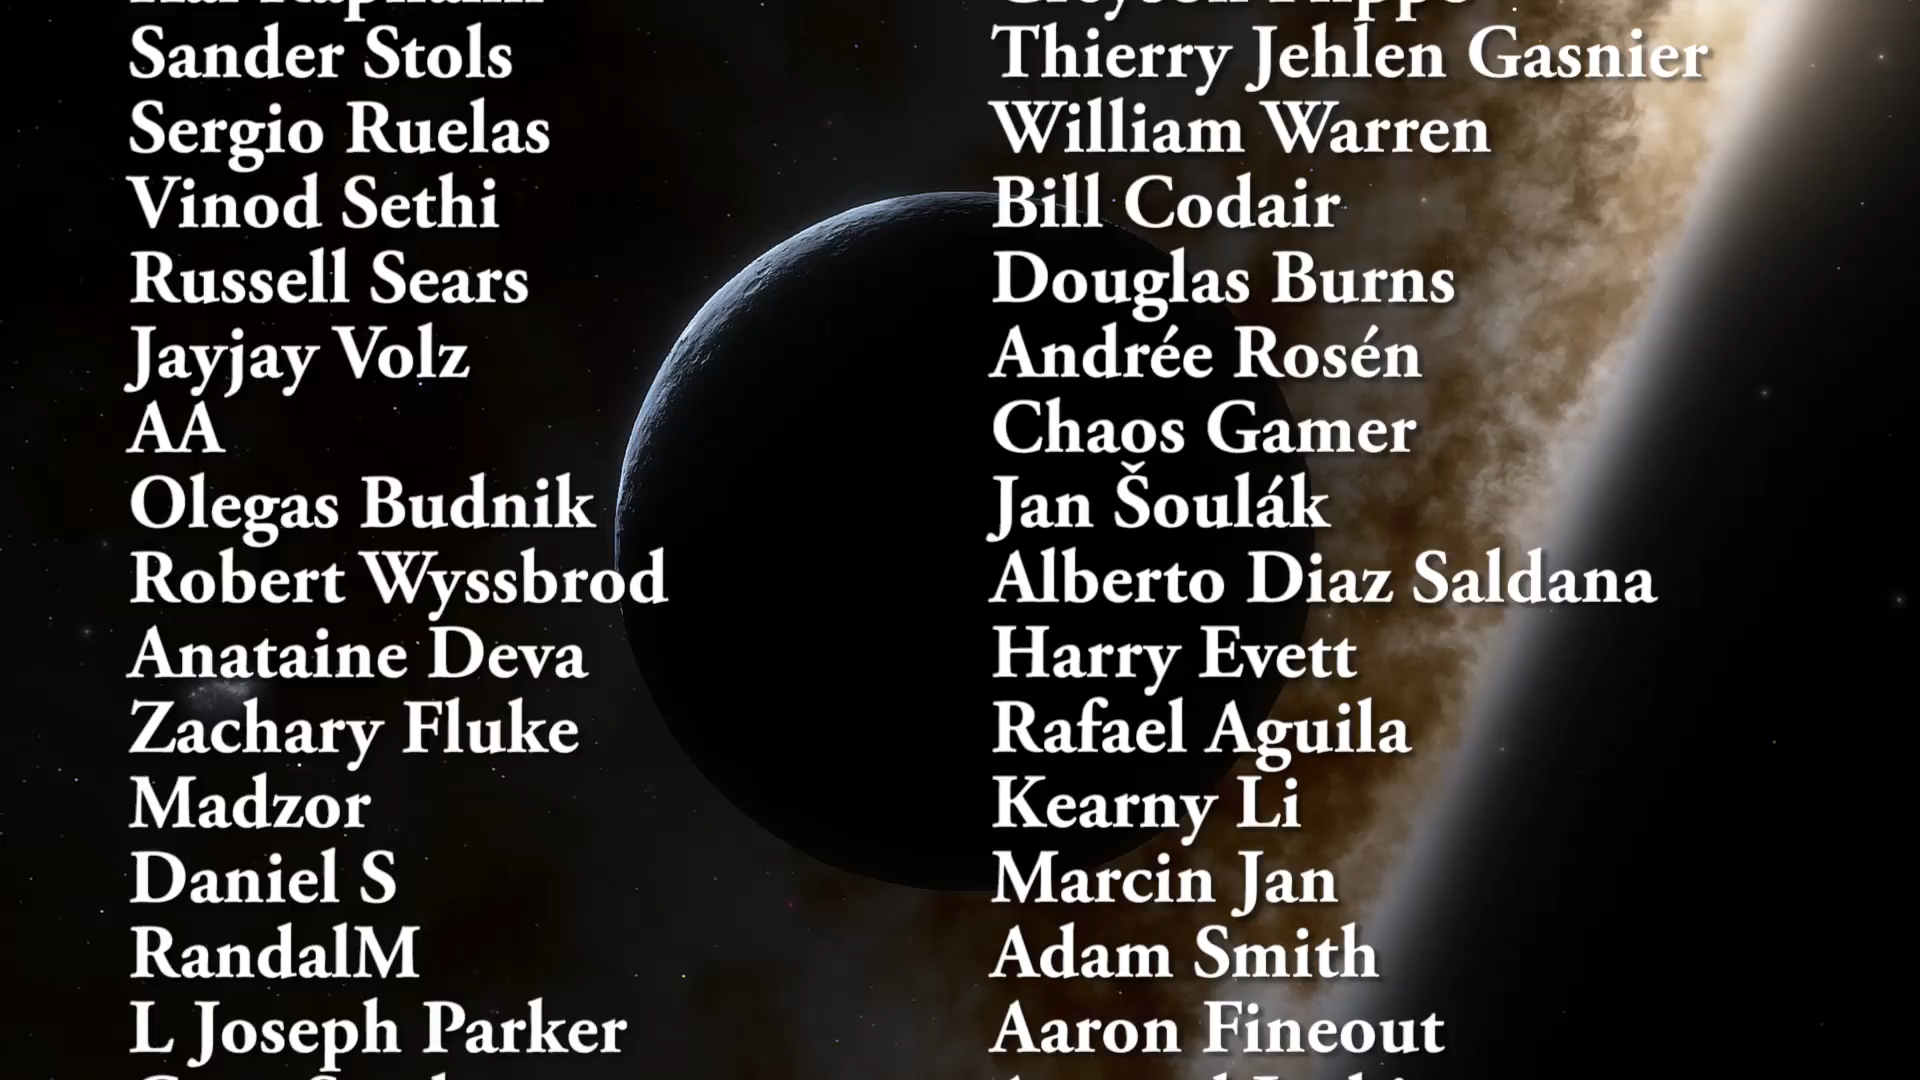 Sander Stols
Sergio Ruelas
Vinod Sethi
Russell Sears
Jayjay Volz
AA
Olegas Budnik
Robert Wyssbrod
Anataine Deva
Zachary Fluke
Madzor
Daniel S
RandalM
L Joseph Parker
Thierry Jehlen Gasnier
William Warren
Bill Codair
Douglas Burns
Andrée Rosén
Chaos Gamer
Jan Šoulák
Alberto Diaz Saldana
Harry Evett
Rafael Aguila
Kearny Li
Marcin Jan
Adam Smith
Aaron Fineout